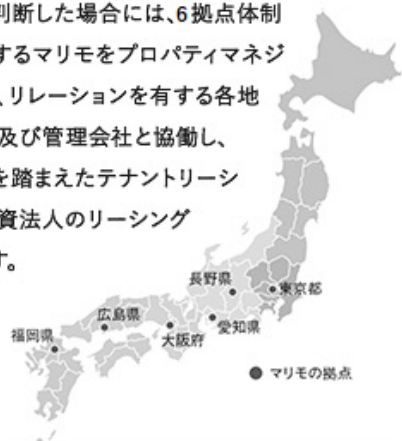 判断した場合には、6拠点体制
するマリモをプロパティマネジ
、リレーションを有する各地
及び管理会社と協働し、
を踏まえたテナントリーシ
資法人のリーシング
す。
長野県
東京都
広島県
愛知県
福岡県
大阪府
● マリモの拠点